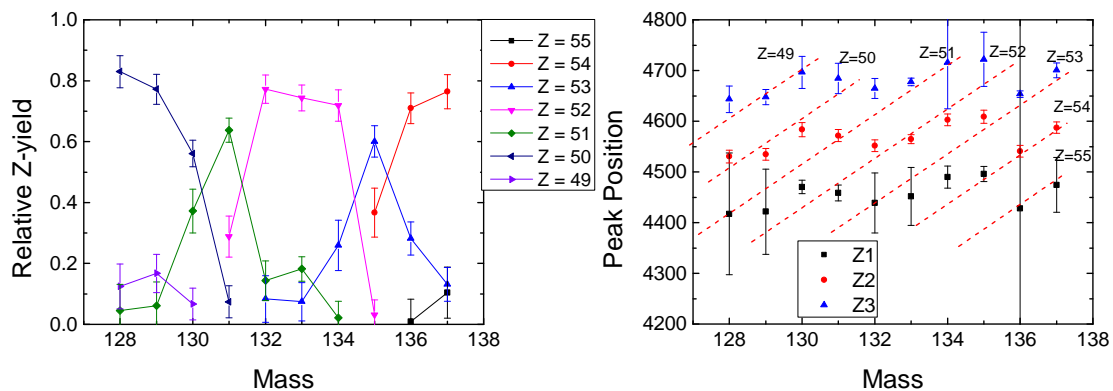 Relative Z-yield
1.0
0.8
0.6
0.4
0.2
0.0
128
130
132
134
136
138
Mass
Z = 55
Z = 54
Z = 53
Z = 52
Z = 51
Z = 50
Z = 49
Peak Position
4800
4700
4600
4500
4400
4300
4200
Z=49
Z=50
Z=51
Z=52
Z=53
Z=54
Z=55
Z1
Z2
Z3
128
130
132
134
136
138
Mass